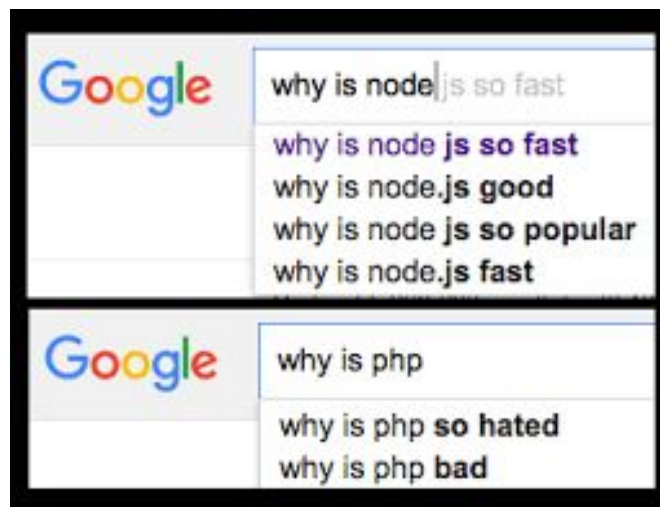 Google
why is node js so fast
why is node js so fast
why is node.js good
why is node js so popular
why is node.js fast
Google
why is php
why is php so hated
why is php bad